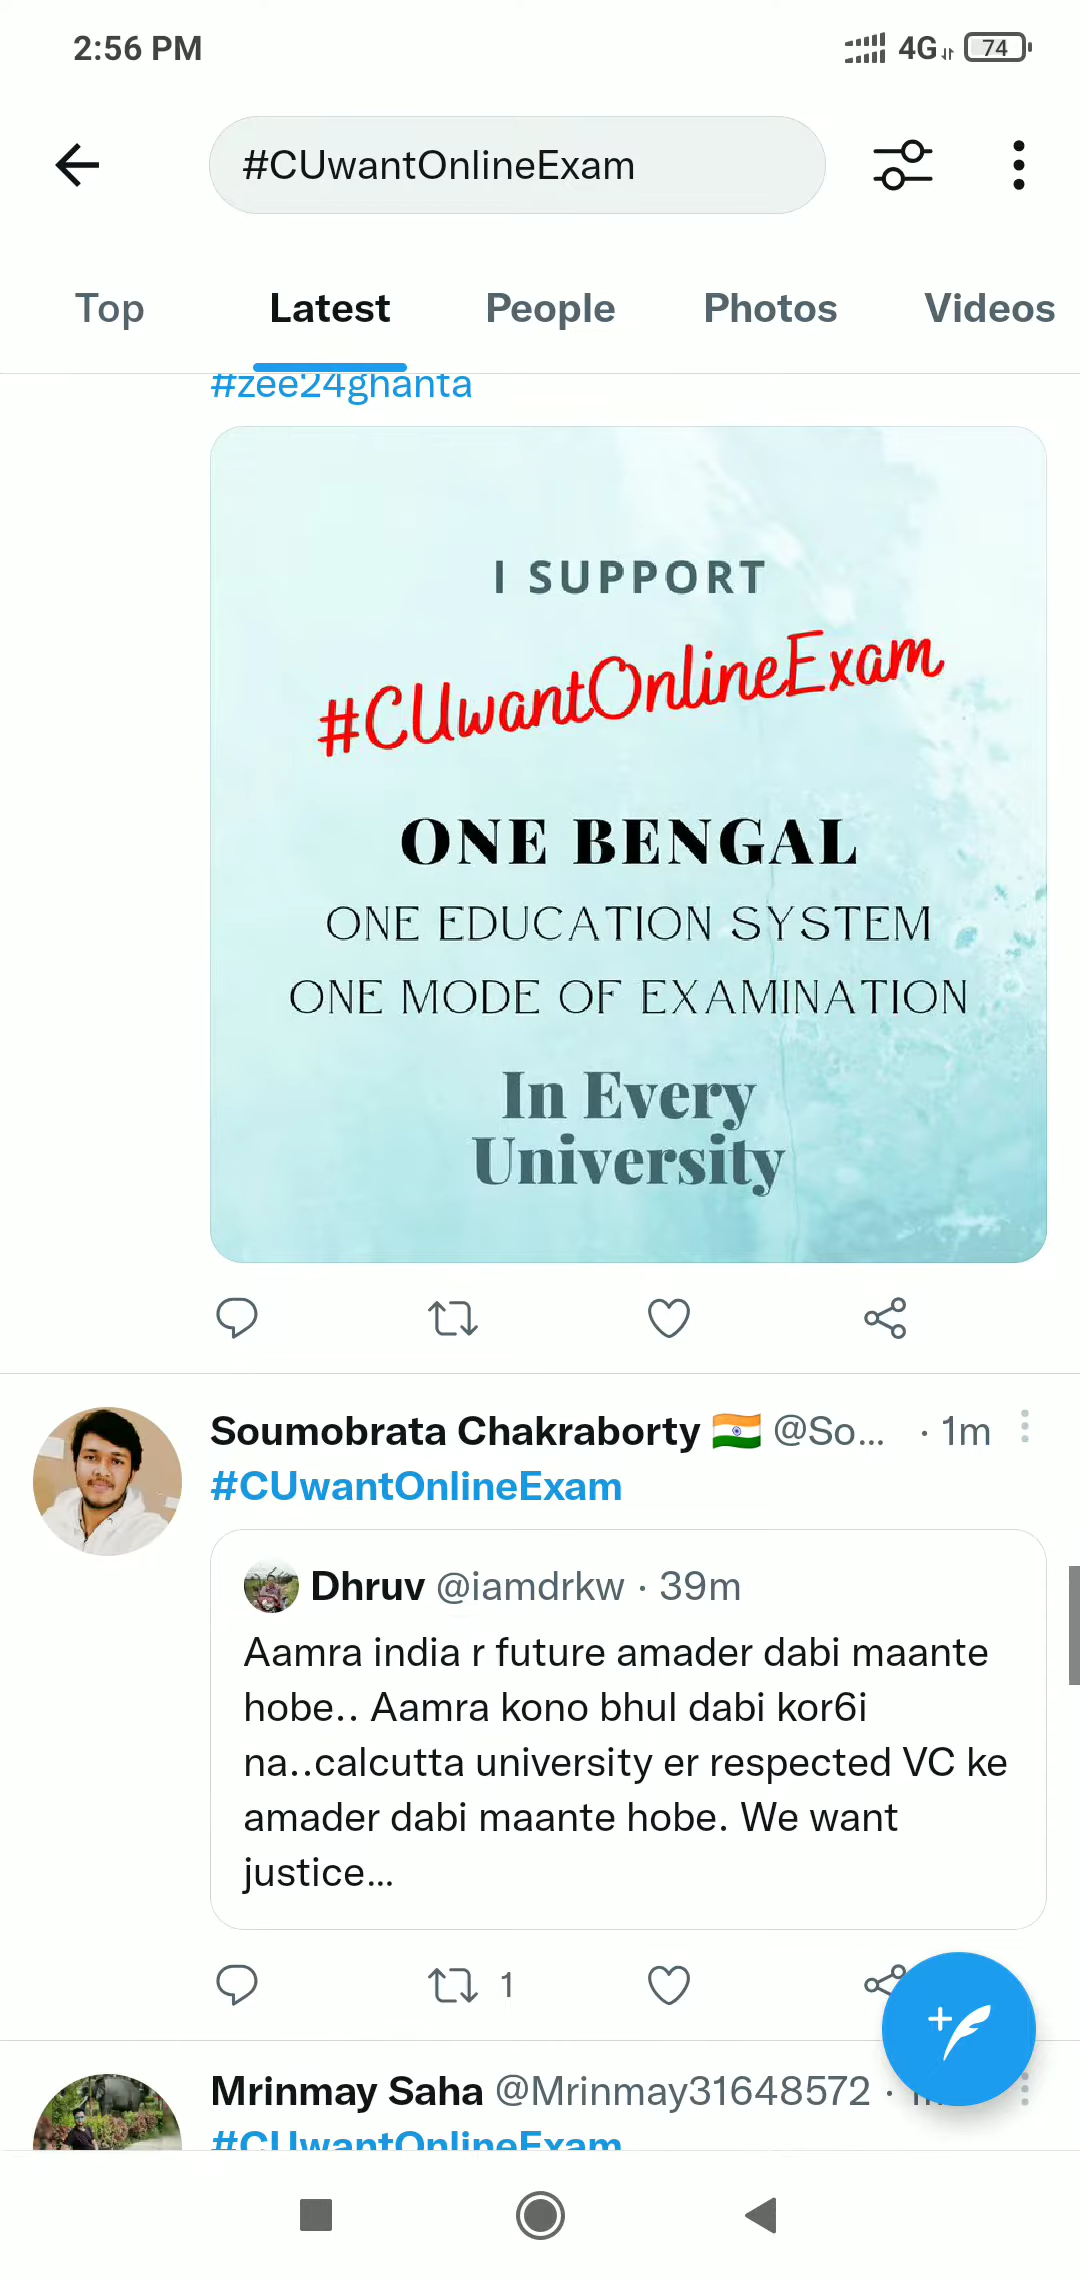 2:56 PM
4G 74
#CUwantOnlineExam
Top Latest People Photos Videos
#zee24ghanta
I SUPPORT
#CUwantOnlineExam
ONE BENGAL
ONE EDUCATION SYSTEM
ONE MODE OF EXAMINATION
In Every
University
Soumobrata Chakraborty 🇮🇳 @So... · 1m
#CUwantOnlineExam
Dhruv @iamdrkw · 39m
Aamra india r future amader dabi maante
hobe.. Aamra kono bhul dabi kor6i
na..calcutta university er respected VC ke
amader dabi maante hobe. We want
justice...
1
Mrinmay Saha @Mrinmay31648572 ·
#CUwantOnlineExam